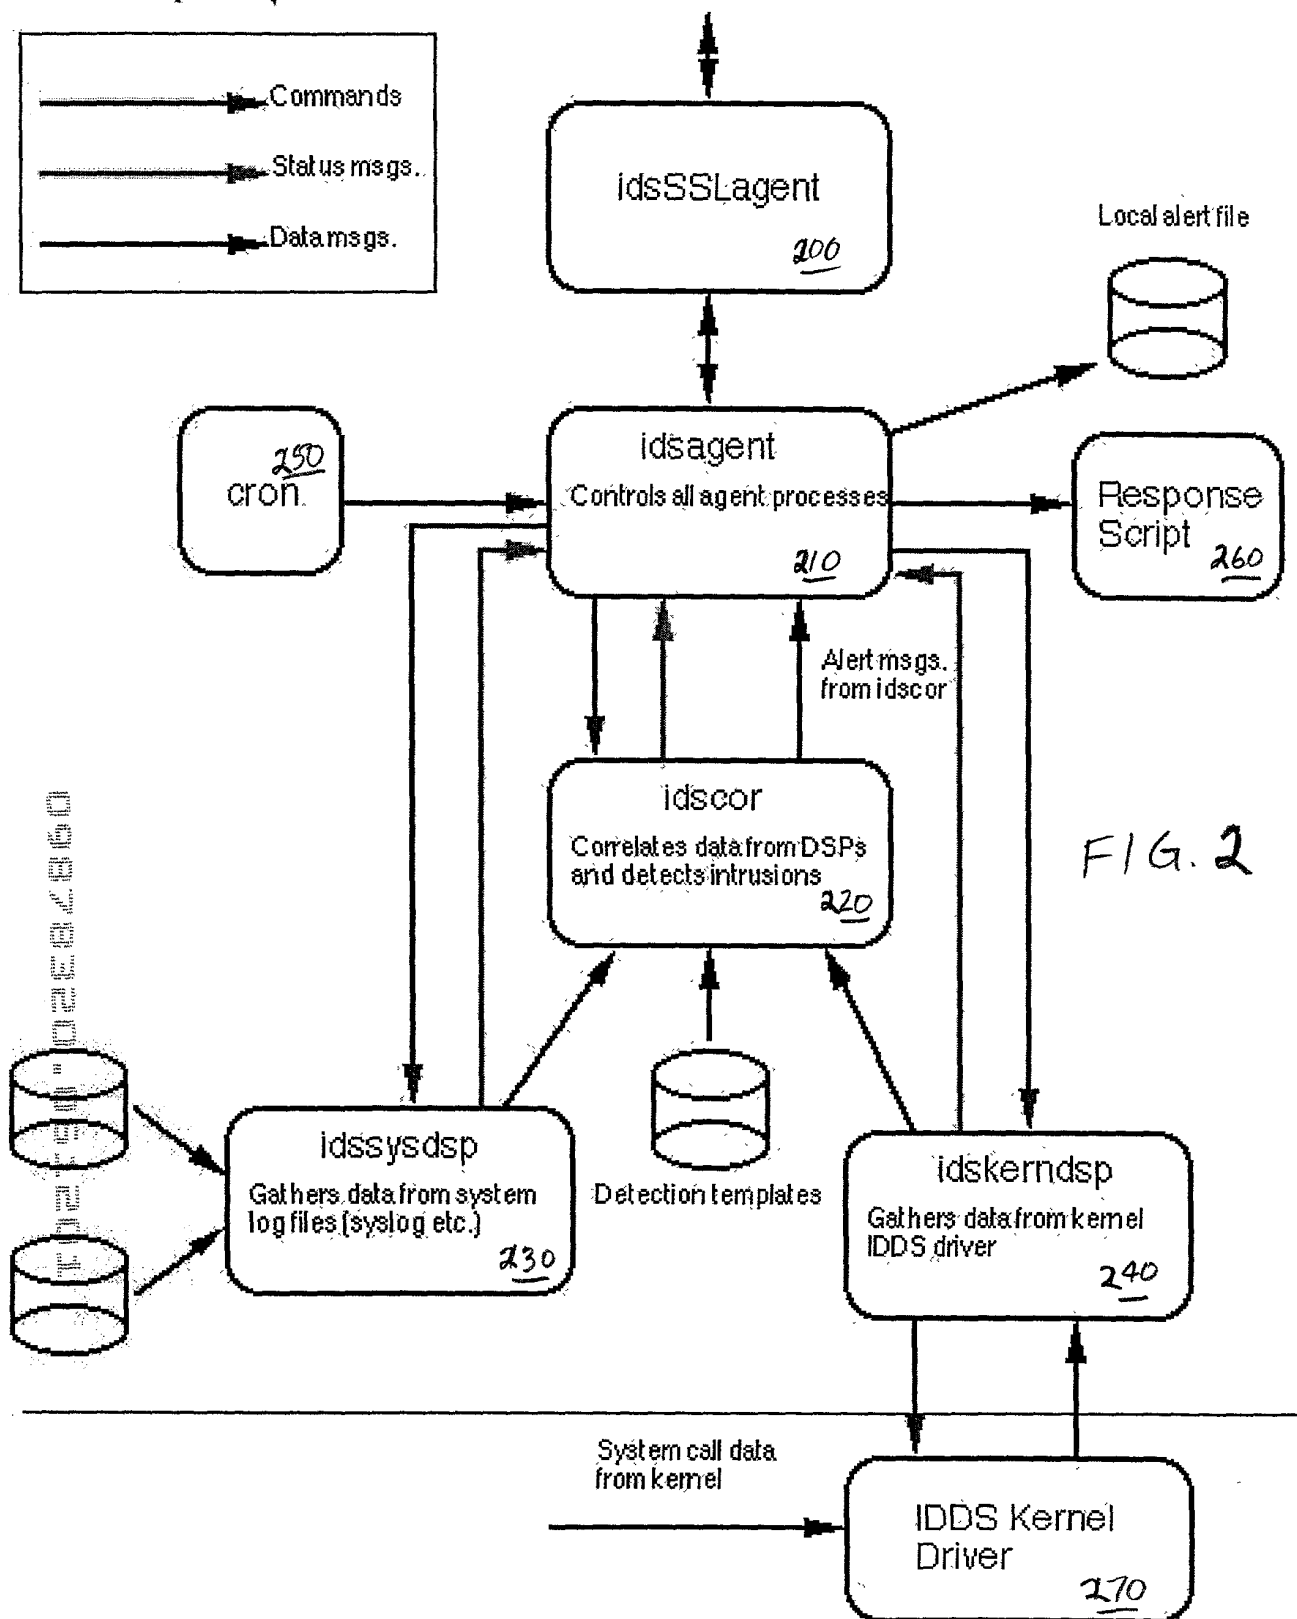 Commands
Status msgs.
Data msgs.
idsSSLagent
200
Local alert file
250
cron.
idsagent
Controls all agent processes
210
Response
Script
260
Alert msgs.
from idscor
idscor
Correlates data from DSPs
and detects intrusions
220
FIG. 2
idssysdsp
Gathers data from system
log files (syslog etc.)
230
Detection templates
idskerndsp
Gathers data from kernel
IDDS driver
240
System call data
from kernel
IDDS Kernel
Driver
270